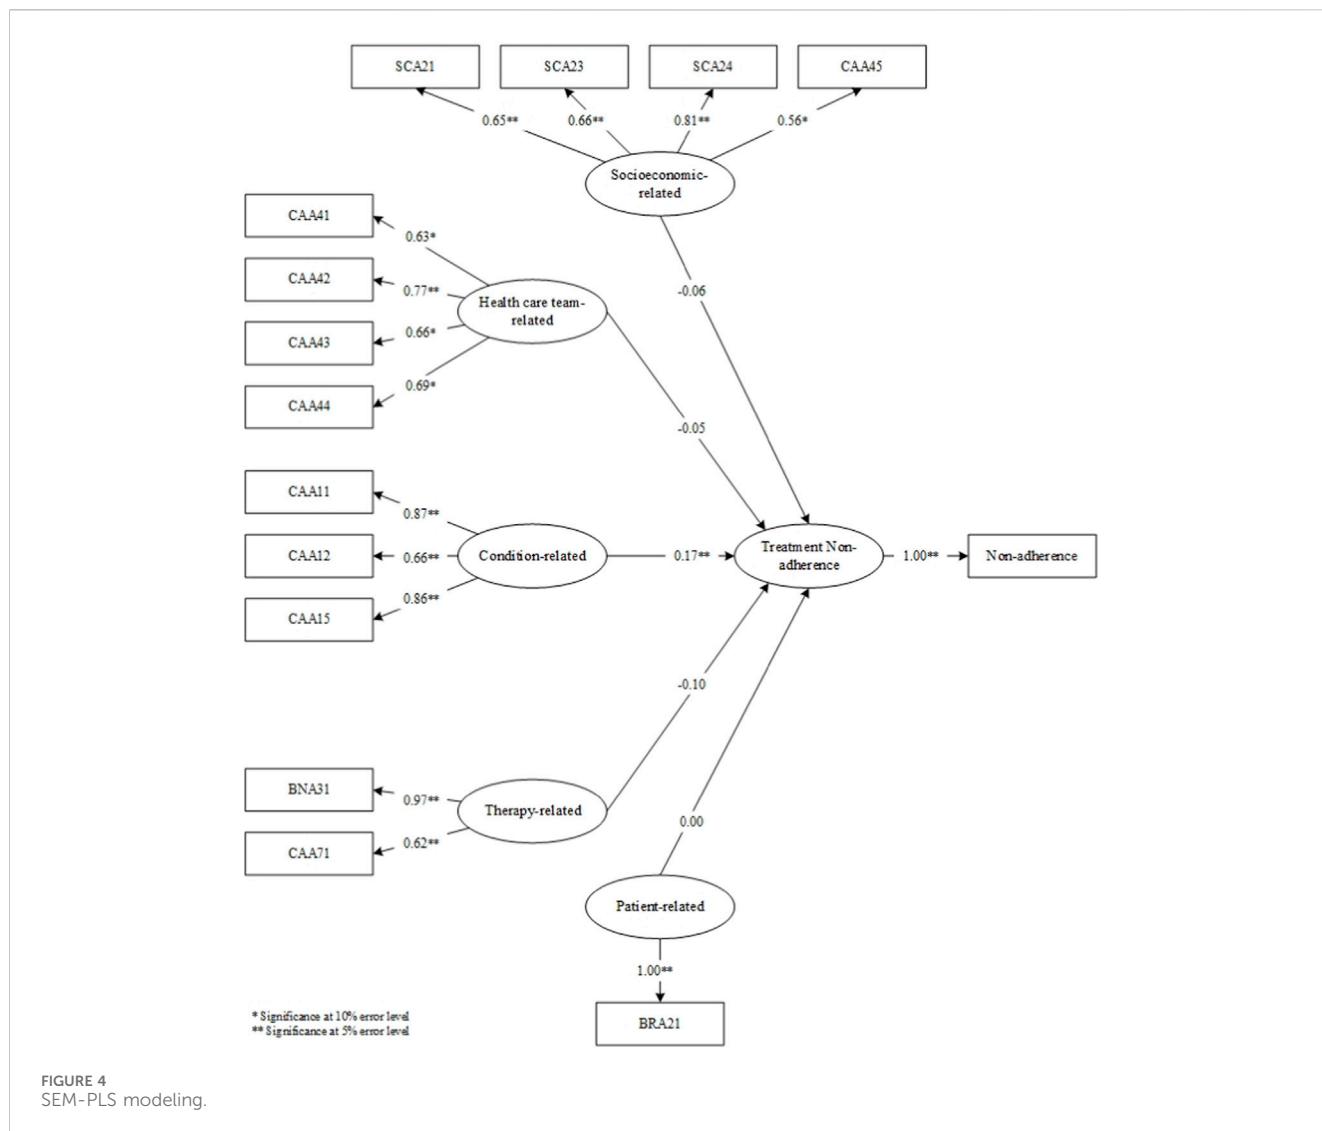 SCA21
SCA23
SCA24
CAA45
0.65**
0.66**
0.81**
0.56*
Socioeconomic-
related
CAA41
0.63*
CAA42
0.77**
Health care team-
related
CAA43
0.66*
CAA44
0.69*
-0.06
-0.05
CAA11
0.87**
CAA12
0.66**
CAA15
0.86**
Condition-related
0.17**
Treatment Non-
adherence
1.00**
Non-adherence
-0.10
BNA31
0.97**
CAA71
0.62**
Therapy-related
0.00
Patient-related
1.00**
BRA21
* Significance at 10% error level
** Significance at 5% error level
FIGURE 4
SEM-PLS modeling.